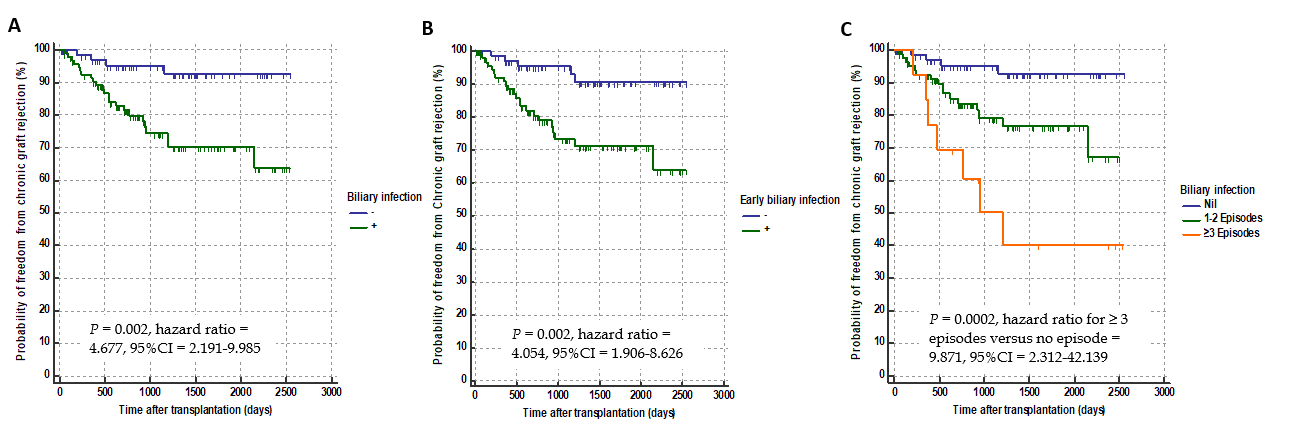 A
Probability of freedom from chronic graft rejection (%)
100
90
80
70
60
50
40
30
20
10
0
0 500 1000 1500 2000 2500 3000
Time after transplantation (days)
P = 0.002, hazard ratio =
4.677, 95%CI = 2.191-9.985
Biliary infection
-
+
B
Probability of freedom from Chronic graft rejection (%)
100
90
80
70
60
50
40
30
20
10
0
0 500 1000 1500 2000 2500 3000
Time after transplantation (days)
P = 0.002, hazard ratio =
4.054, 95%CI = 1.906-8.626
Early biliary infection
-
+
C
Probability of freedom fom chronic graft rejection (%)
100
90
80
70
60
50
40
30
20
10
0
0 500 1000 1500 2000 2500 3000
Time after transplantation (days)
P = 0.0002, hazard ratio for ≥ 3
episodes versus no episode =
9.871, 95%CI = 2.312-42.139
Biliary infection
Nil
1-2 Episodes
≥3 Episodes